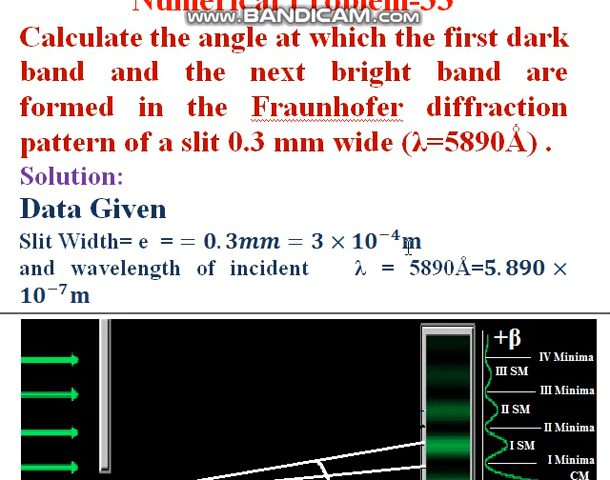 Numerical Problem-33
WWW.BANDICAM.COM
Calculate the angle at which the first dark
band and the next bright band are
formed in the Fraunhofer diffraction
pattern of a slit 0.3 mm wide (λ=5890Å) .
Solution:
Data Given
Slit Width= e = = 0.3mm = 3 × 10⁻⁴m
and wavelength of incident λ = 5890Å=5.890 ×
10⁻⁷m
+β
IV Minima
III SM
III Minima
II SM
II Minima
I SM
I Minima
CM